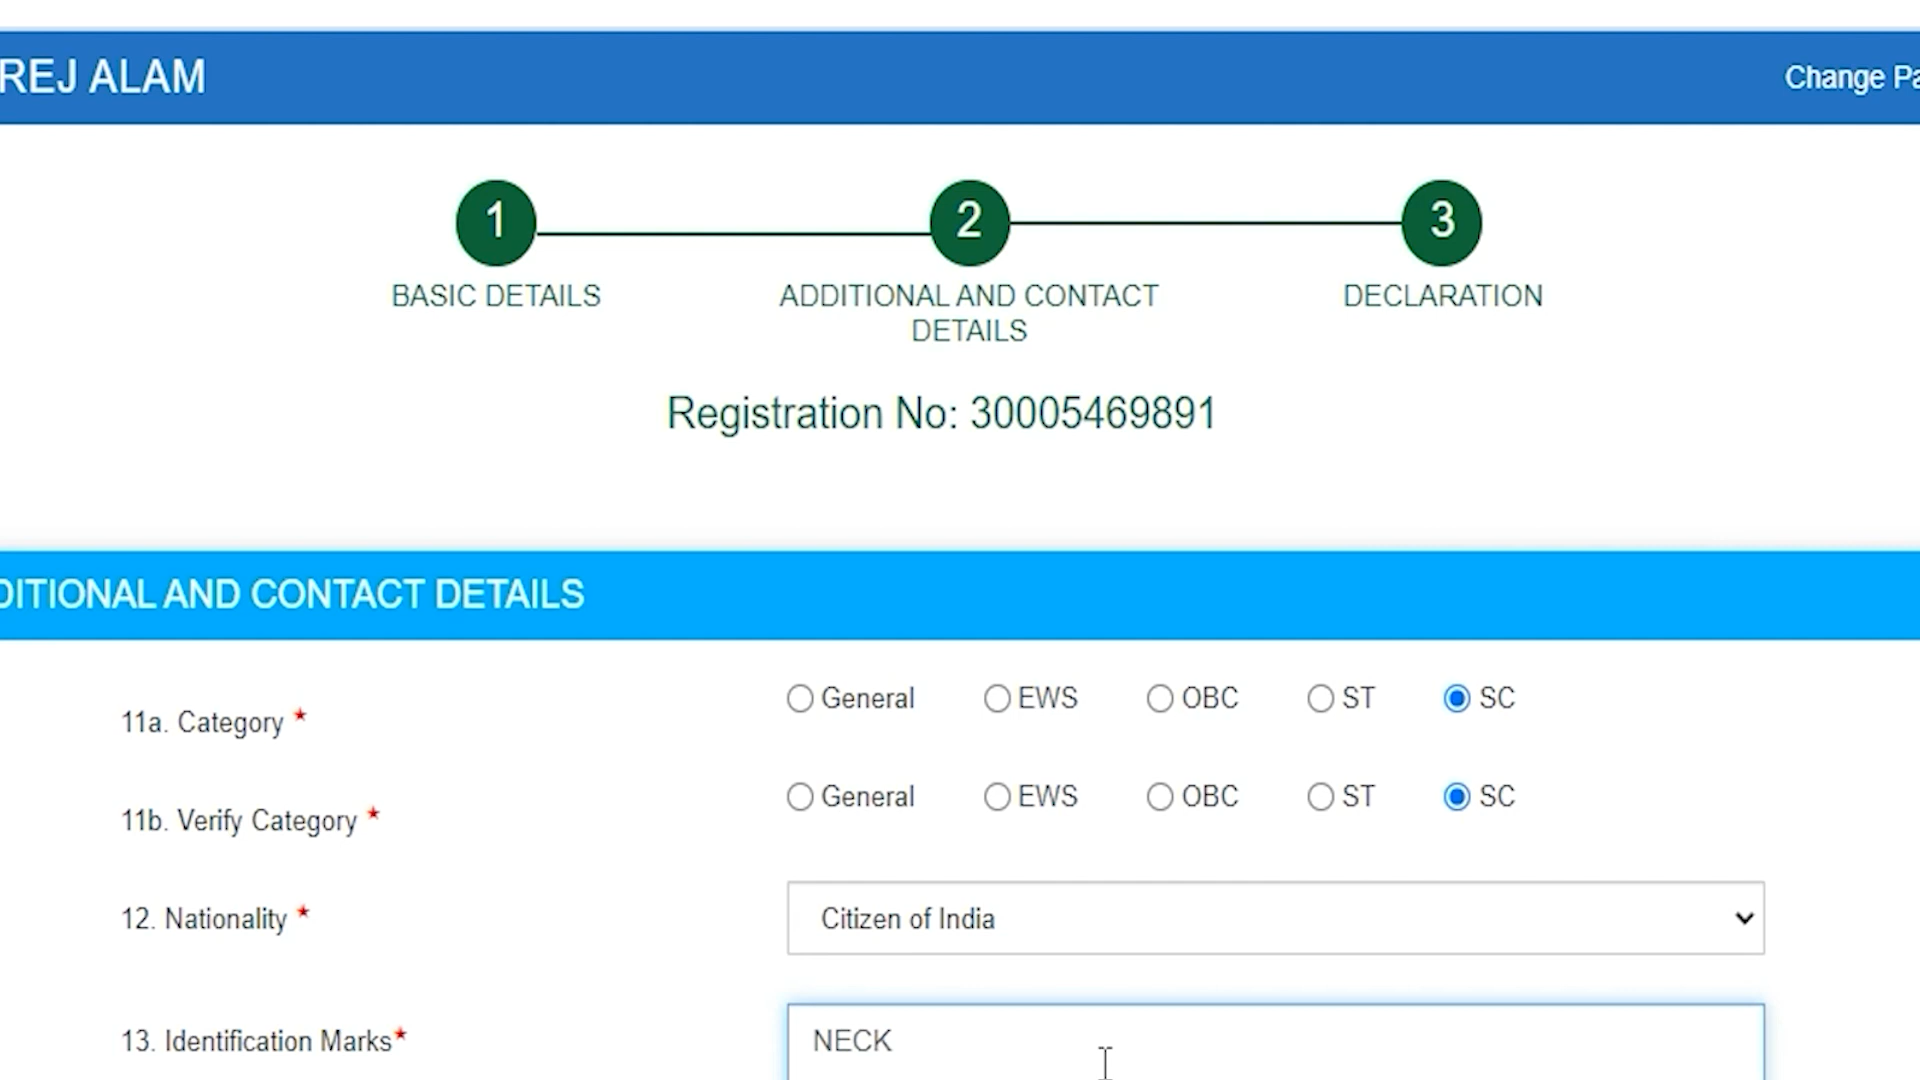 REJ ALAM
Change Pa
1
2
3
BASIC DETAILS
ADDITIONAL AND CONTACT
DETAILS
DECLARATION
Registration No: 30005469891
DITIONAL AND CONTACT DETAILS
11a. Category *
General EWS OBC ST SC
11b. Verify Category *
General EWS OBC ST SC
12. Nationality *
Citizen of India
13. Identification Marks*
NECK